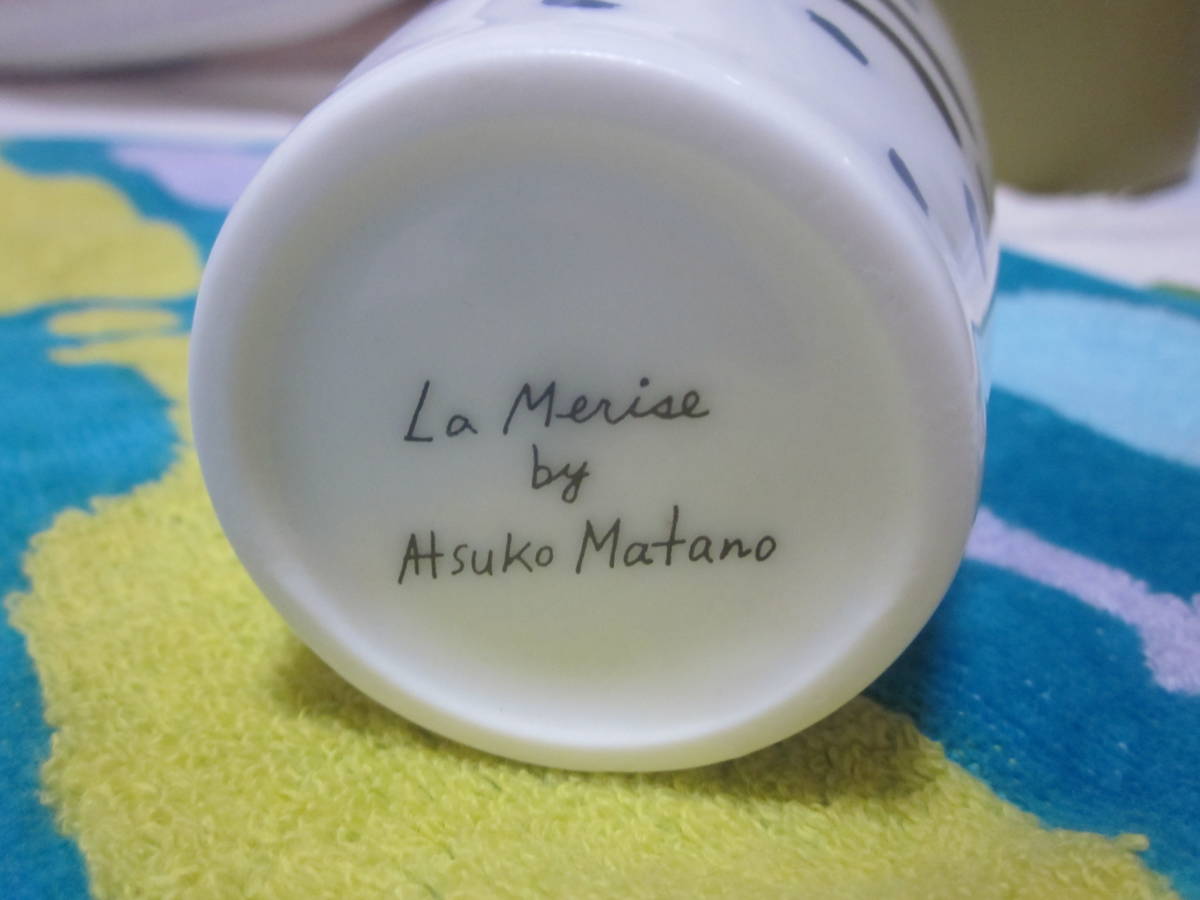 La Merise
by
Atsuko Matano